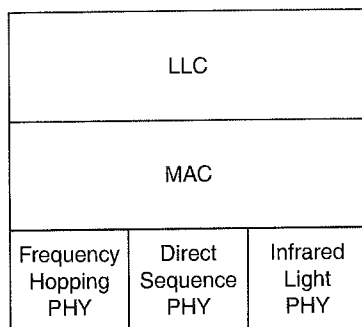 LLC
MAC
Frequency
Hopping
PHY
Direct
Sequence
PHY
Infrared
Light
PHY